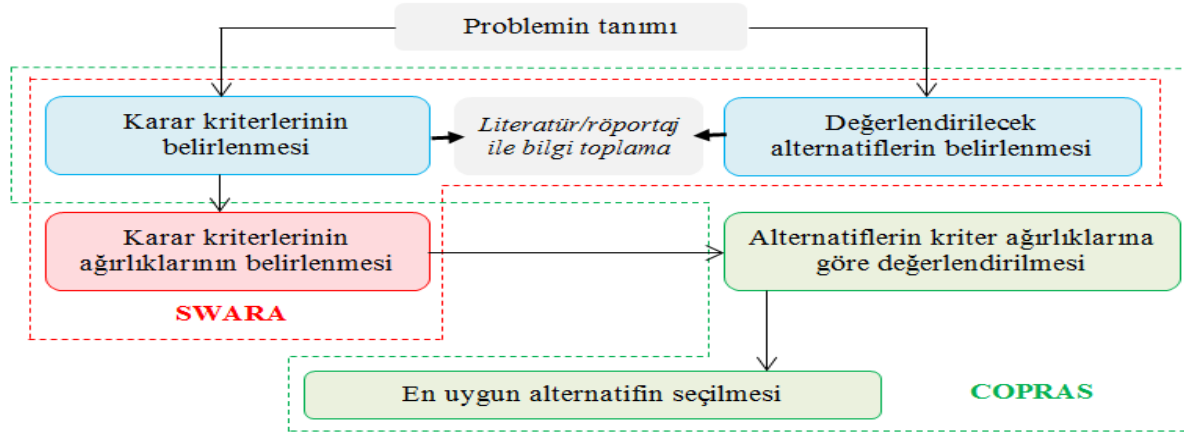 Problemin tanımı
Karar kriterlerinin
belirlenmesi
Literatür/röportaj
ile bilgi toplama
Değerlendirilecek
alternatiflerin belirlenmesi
Karar kriterlerinin
ağırlıklarının belirlenmesi
Alternatiflerin kriter ağırlıklarına
göre değerlendirilmesi
SWARA
En uygun alternatifin seçilmesi
COPRAS